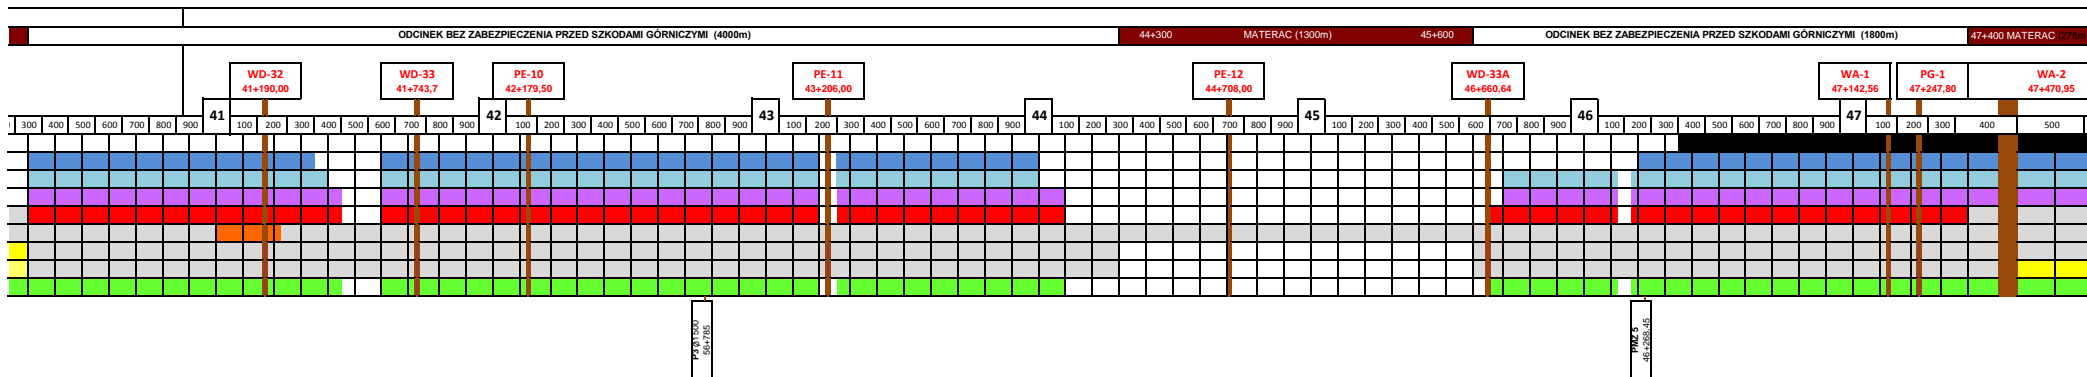 ODCINEK BEZ ZABEZPIECZENIA PRZED SZKODAMI GÓRNICZYMI (4000m)
44+300 MATERAC (1300m) 45+600
ODCINEK BEZ ZABEZPIECZENIA PRZED SZKODAMI GÓRNICZYMI (1800m)
47+400 MATERAC (276m
WD-32
41+190,00
WD-33
41+743,7
PE-10
42+179,50
PE-11
43+206,00
PE-12
44+708,00
WD-33A
46+660,64
WA-1
47+142,56
PG-1
47+247,80
WA-2
47+470,95
300 400 500 600 700 800 900 41 100 200 300 400 500 600 700 800 900 42 100 200 300 400 500 600 700 800 900 43 100 200 300 400 500 600 700 800 900 44 100 200 300 400 500 600 700 800 900 45 100 200 300 400 500 600 700 800 900 46 100 200 300 400 500 600 700 800 900 47 100 200 300 400 500
P3 Ø1500
56+785
PMZ 5
46+268.45